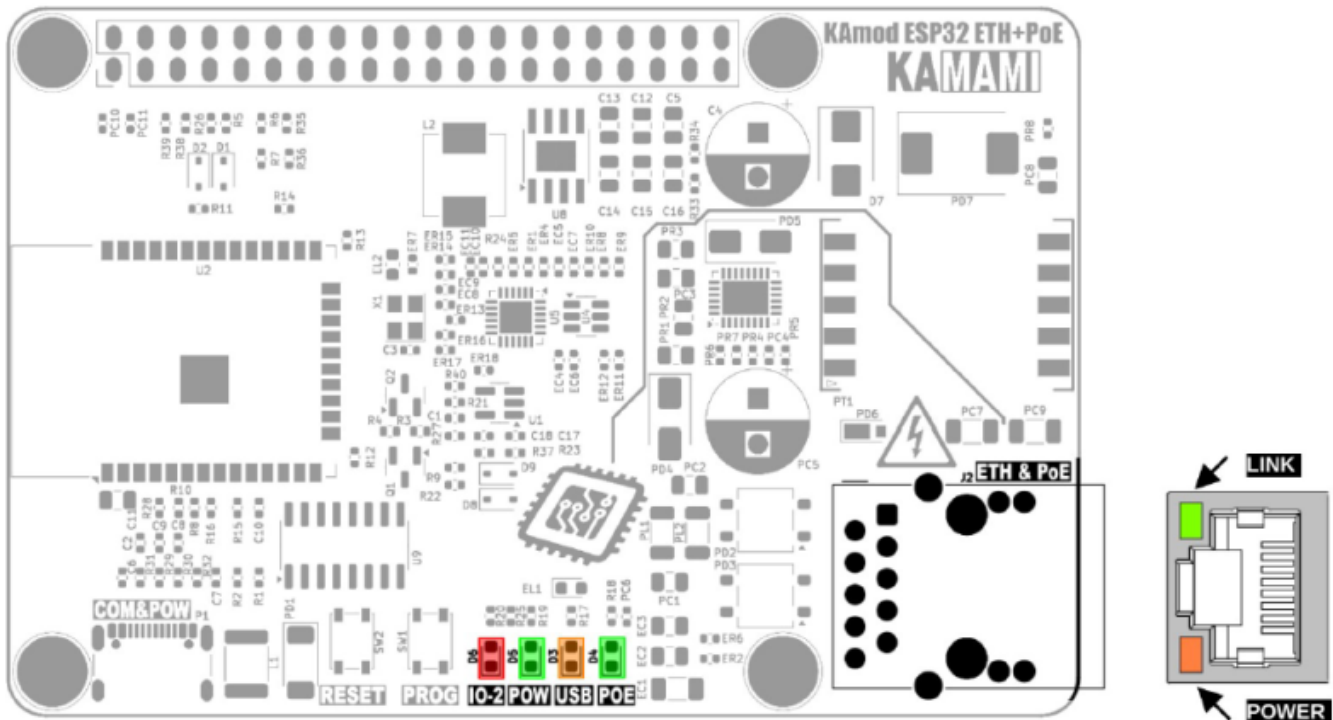 KAmod ESP32 ETH+PoE
KAMAMI
C13 C12 C5
C4
PC10 PC11 R39 R38 R26 R5 R6 R35
D2 D1 R7 R36
R11 R14
L2
U8
R34
R33
C14 C15 C16
D7
PD7
PR8
PC8
R13
U2
EL2
ER7
ER15
ER14
EC11
EC10
R24
ER5
ER1
ER4
EC5
EC7
ER10
ER8
ER9
PR3
PD5
EC9
EC8
ER13
X1
U5
U4
PC3
PR2
PR1
PR5
C3
ER16
ER17
ER18
PR6
PR7 PR4 PC4
EC4
EC6
ER12
ER11
Q2
R40
R21
R4 R3 C1
R27
U1
C18 C17
R37 R23
PT1
PD6
PC7 PC9
R12
Q1
R9
R22
D9
D8
PD4
PC2
PC5
J2 ETH & PoE
LINK
R10
R28
C11
C9
C8
R8
R16
R15
C10
C2
C6
R31
R29
R30
R32
C7
R2
R1
U9
PL1
PL2
PD2
PD3
EL1
PC1
COM&POW
P1
L1
PD1
SW2
SW1
R20
R25
R19
R17
R18
PC6
EC3
EC2
EC1
ER6
ER2
D6 D5 D3 D4
RESET PROG IO-2 POW USB POE
POWER